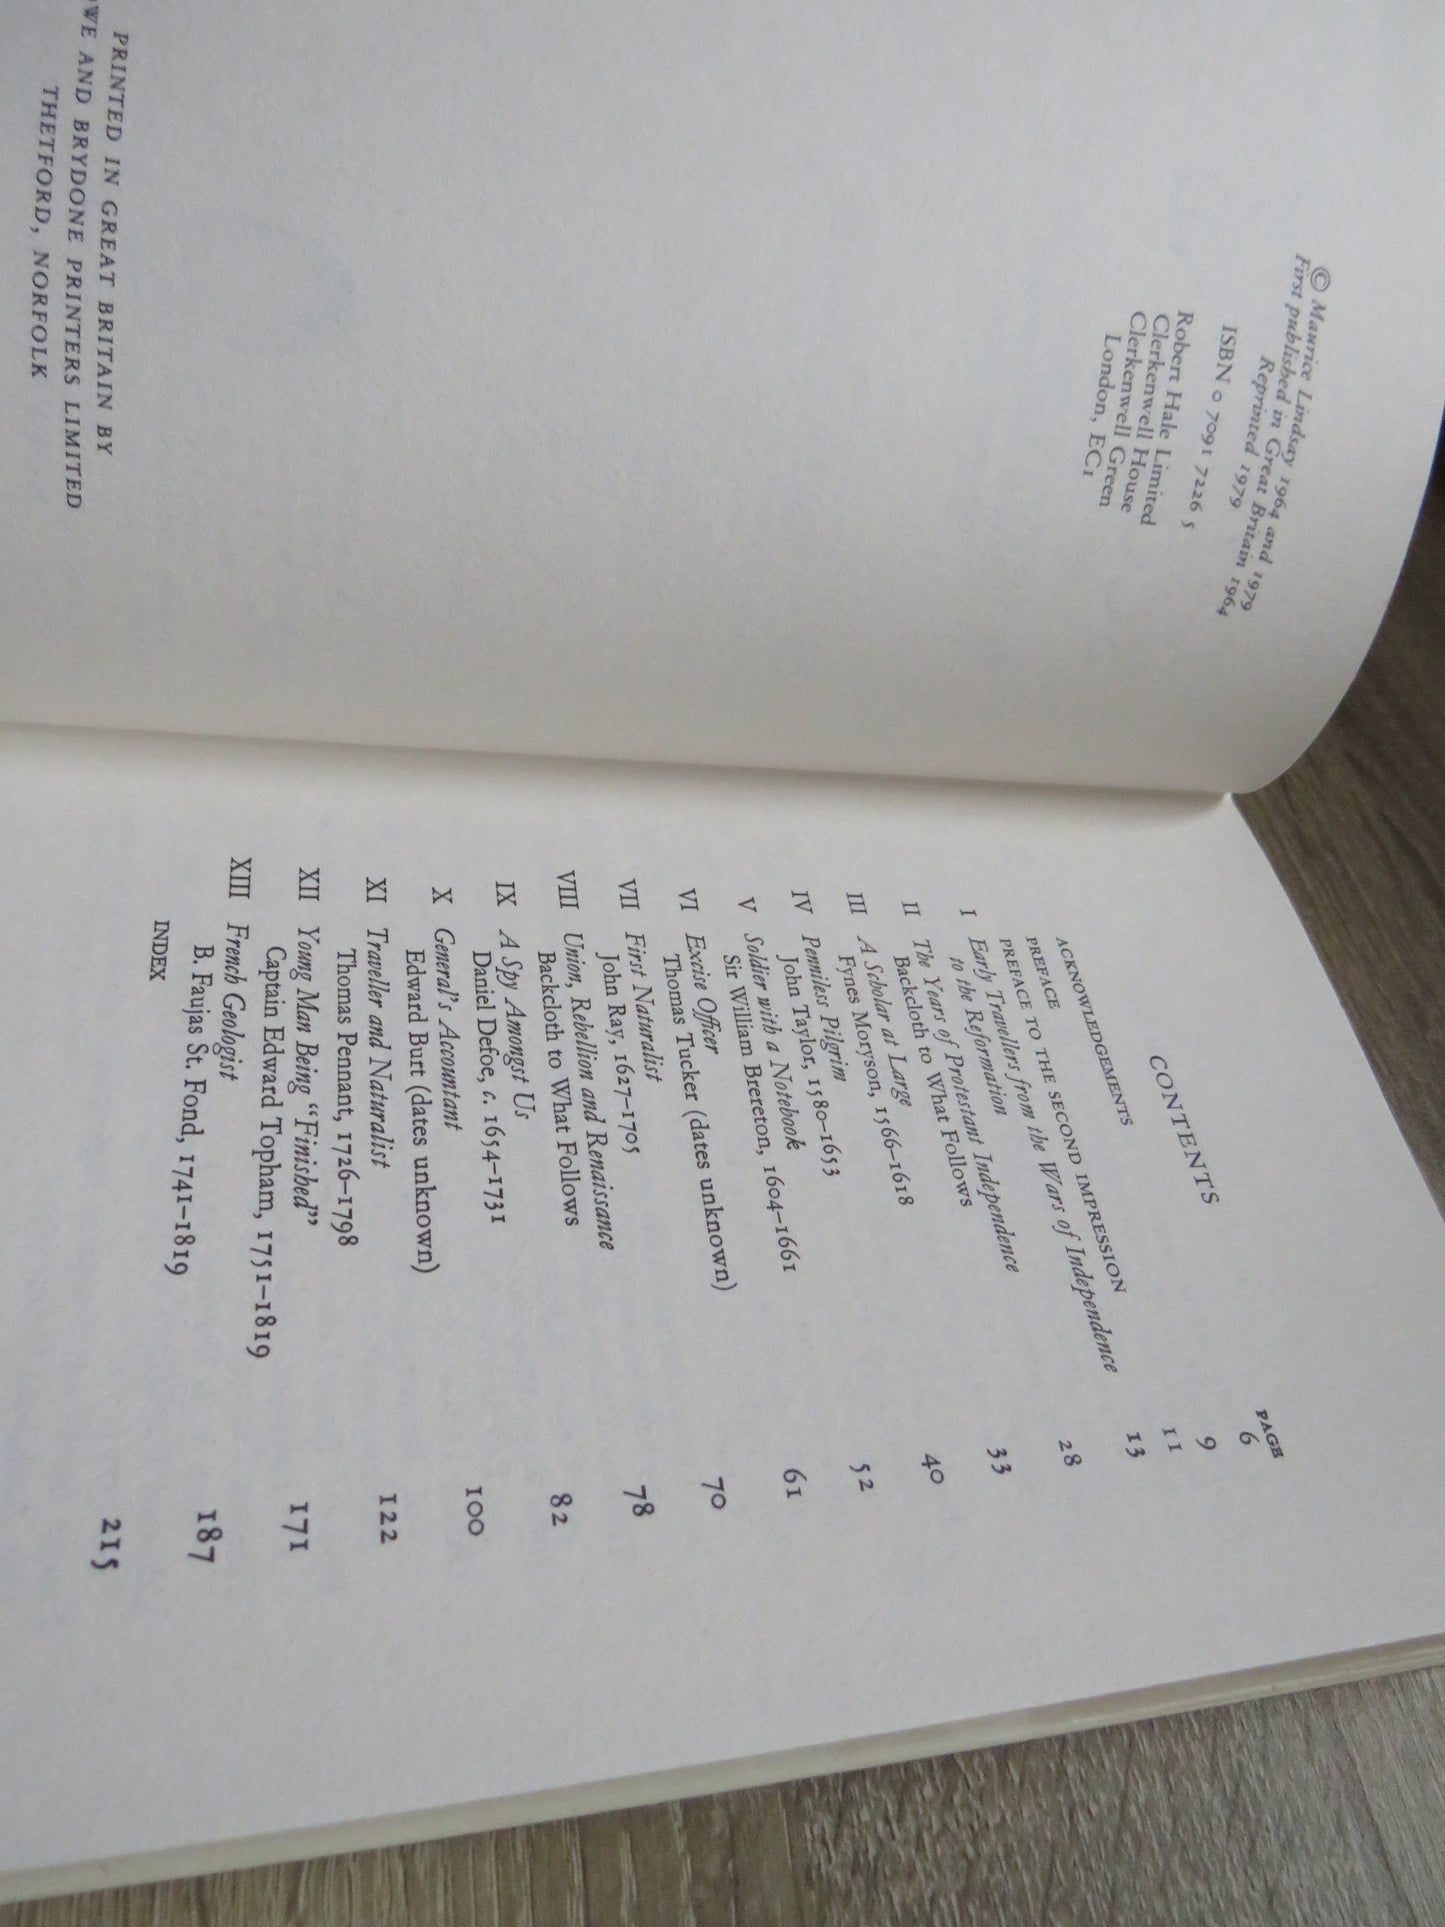 © Maurice Lindsay 1964 and 1979
First published in Great Britain 1964
Reprinted 1979
ISBN 0 7091 7226 5
Robert Hale Limited
Clerkenwell House
Clerkenwell Green
London, EC1
PRINTED IN GREAT BRITAIN BY
WE AND BRYDONE PRINTERS LIMITED
THETFORD, NORFOLK
CONTENTS
PAGE
ACKNOWLEDGEMENTS 6
PREFACE 9
PREFACE TO THE SECOND IMPRESSION 11
I Early Travellers from the Wars of Independence
to the Reformation 13
II The Years of Protestant Independence
Backcloth to What Follows 28
III A Scholar at Large
Fynes Moryson, 1566–1618 33
IV Penniless Pilgrim
John Taylor, 1580–1653 40
V Soldier with a Notebook
Sir William Brereton, 1604–1661 52
VI Excise Officer
Thomas Tucker (dates unknown) 61
VII First Naturalist
John Ray, 1627–1705 70
VIII Union, Rebellion and Renaissance
Backcloth to What Follows 78
IX A Spy Amongst Us
Daniel Defoe, c. 1654–1731 82
X General's Accountant
Edward Burt (dates unknown) 100
XI Traveller and Naturalist
Thomas Pennant, 1726–1798 122
XII Young Man Being "Finished"
Captain Edward Topham, 1751–1819 171
XIII French Geologist
B. Faujas St. Fond, 1741–1819 187
INDEX 215